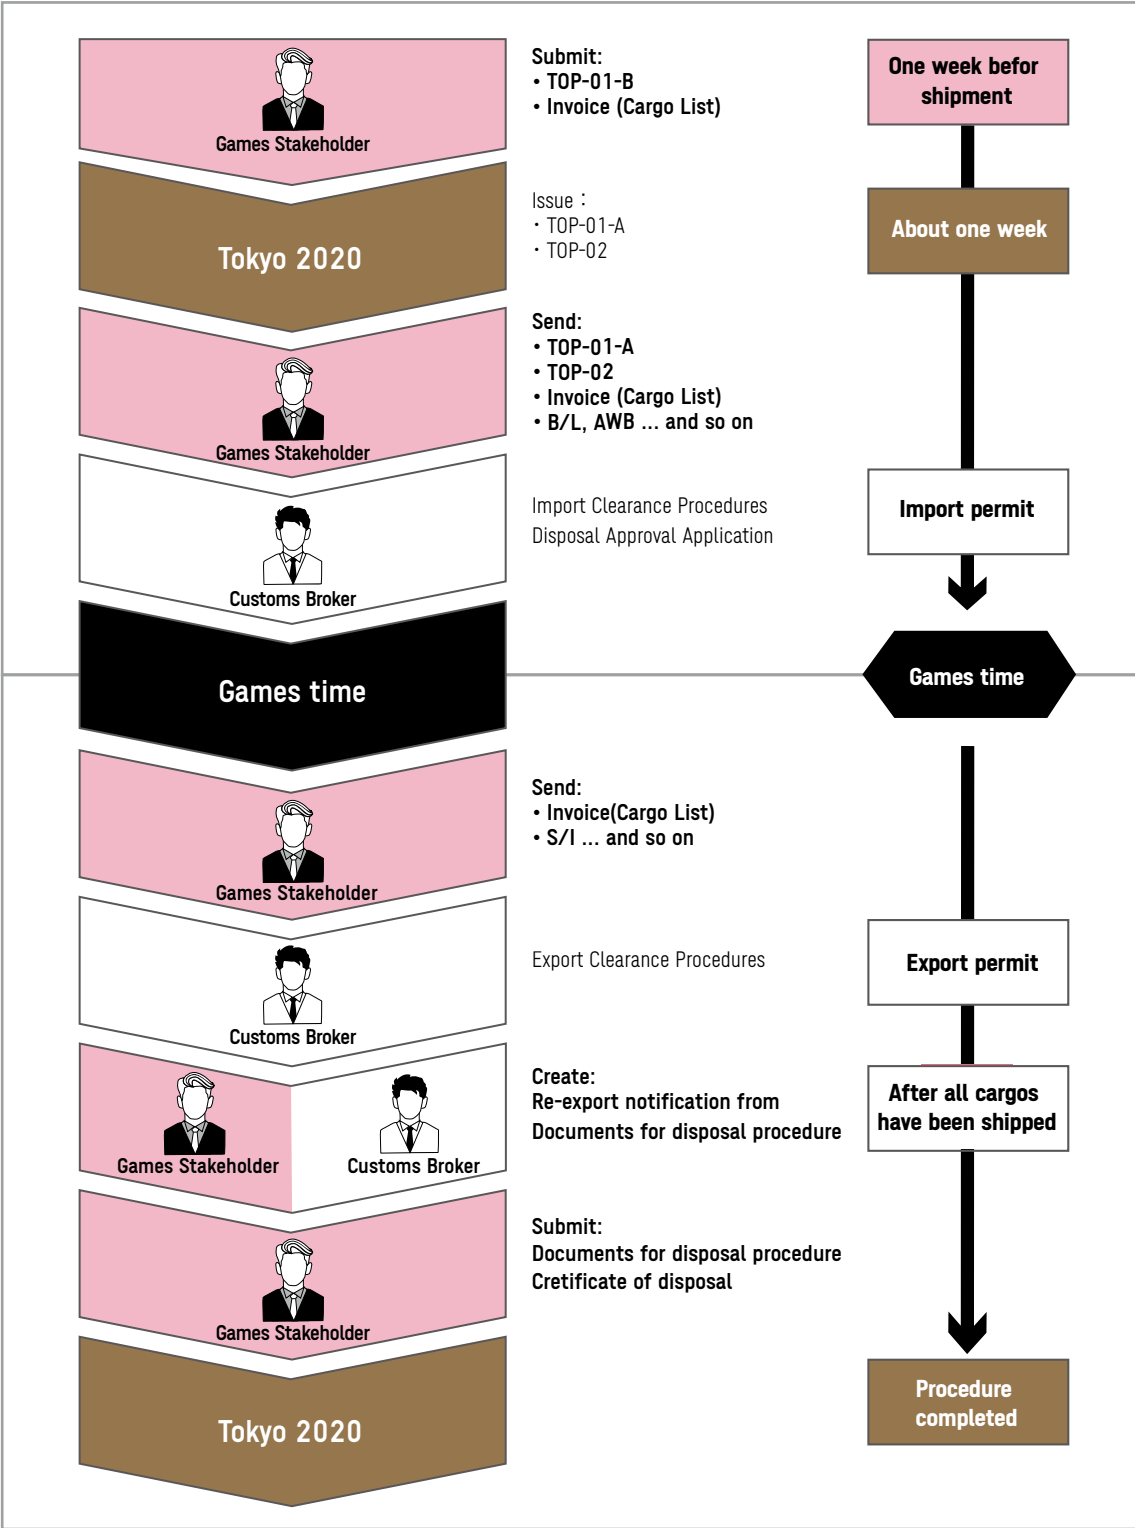 Games Stakeholder
Submit:
• TOP-01-B
• Invoice (Cargo List)
One week befor
shipment
Tokyo 2020
Issue :
・TOP-01-A
・TOP-02
About one week
Games Stakeholder
Send:
• TOP-01-A
• TOP-02
• Invoice (Cargo List)
• B/L, AWB ... and so on
Customs Broker
Import Clearance Procedures
Disposal Approval Application
Import permit
Games time
Games time
Games Stakeholder
Send:
• Invoice(Cargo List)
• S/I ... and so on
Customs Broker
Export Clearance Procedures
Export permit
Games Stakeholder
Customs Broker
Create:
Re-export notification from
Documents for disposal procedure
After all cargos
have been shipped
Games Stakeholder
Submit:
Documents for disposal procedure
Cretificate of disposal
Tokyo 2020
Procedure
completed